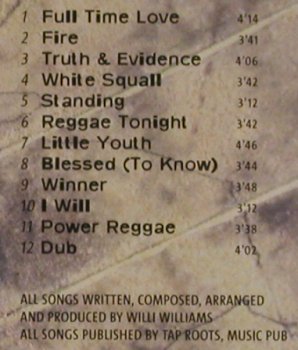 1 Full Time Love 4'14
2 Fire 3'41
3 Truth & Evidence 4'06
4 White Squall 3'42
5 Standing 3'12
6 Reggae Tonight 3'42
7 Little Youth 4'46
8 Blessed (To Know) 3'44
9 Winner 3'48
10 I Will 3'12
11 Power Reggae 3'38
12 Dub 4'02
ALL SONGS WRITTEN, COMPOSED, ARRANGED
AND PRODUCED BY WILLI WILLIAMS
ALL SONGS PUBLISHED BY TAP ROOTS, MUSIC PUB